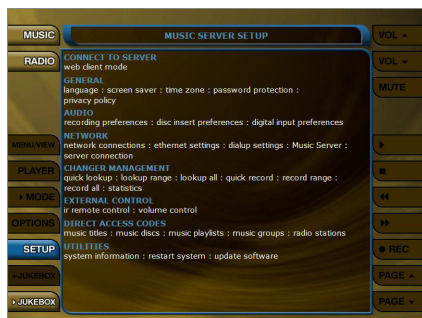 MUSIC
MUSIC SERVER SETUP
VOL
RADIO
VOL
MUTE
CONNECT TO SERVER
web client mode
GENERAL
language : screen saver : time zone : password protection :
privacy policy
AUDIO
recording preferences : disc insert preferences : digital input preferences
NETWORK
network connections : ethernet settings : dialup settings : Music Server :
server connection
CHANGER MANAGEMENT
quick lookup : lookup range : lookup all : quick record : record range :
record all : statistics
EXTERNAL CONTROL
ir remote control : volume control
DIRECT ACCESS CODES
music titles : music discs : music playlists : music groups : radio stations
UTILITIES
system information : restart system : update software
MENU/VIEW
PLAYER
MODE
OPTIONS
SETUP
JUKEBOX
JUKEBOX
REC
PAGE
PAGE